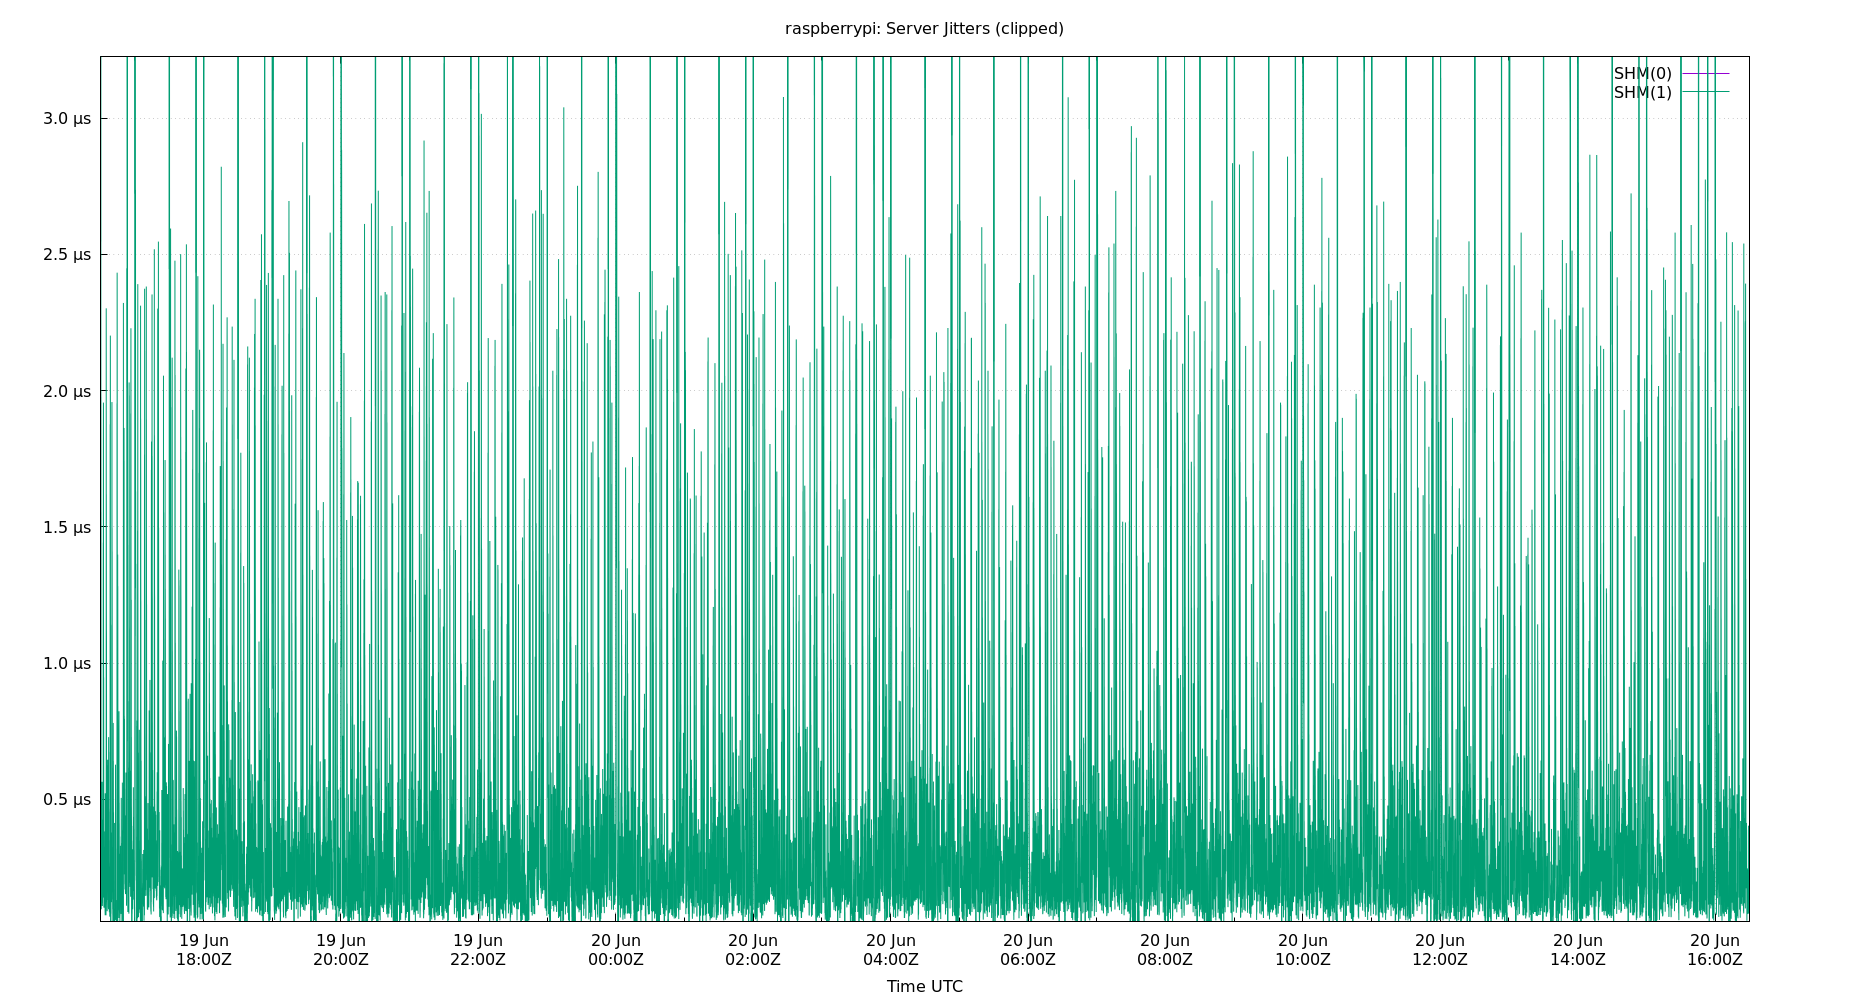 raspberrypi: Server Jitters (clipped)
SHM(0)
SHM(1)
3.0 µs
2.5 µs
2.0 µs
1.5 µs
1.0 µs
0.5 µs
19 Jun 19 Jun 19 Jun 20 Jun 20 Jun 20 Jun 20 Jun 20 Jun 20 Jun 20 Jun 20 Jun 20 Jun
18:00Z 20:00Z 22:00Z 00:00Z 02:00Z 04:00Z 06:00Z 08:00Z 10:00Z 12:00Z 14:00Z 16:00Z
Time UTC